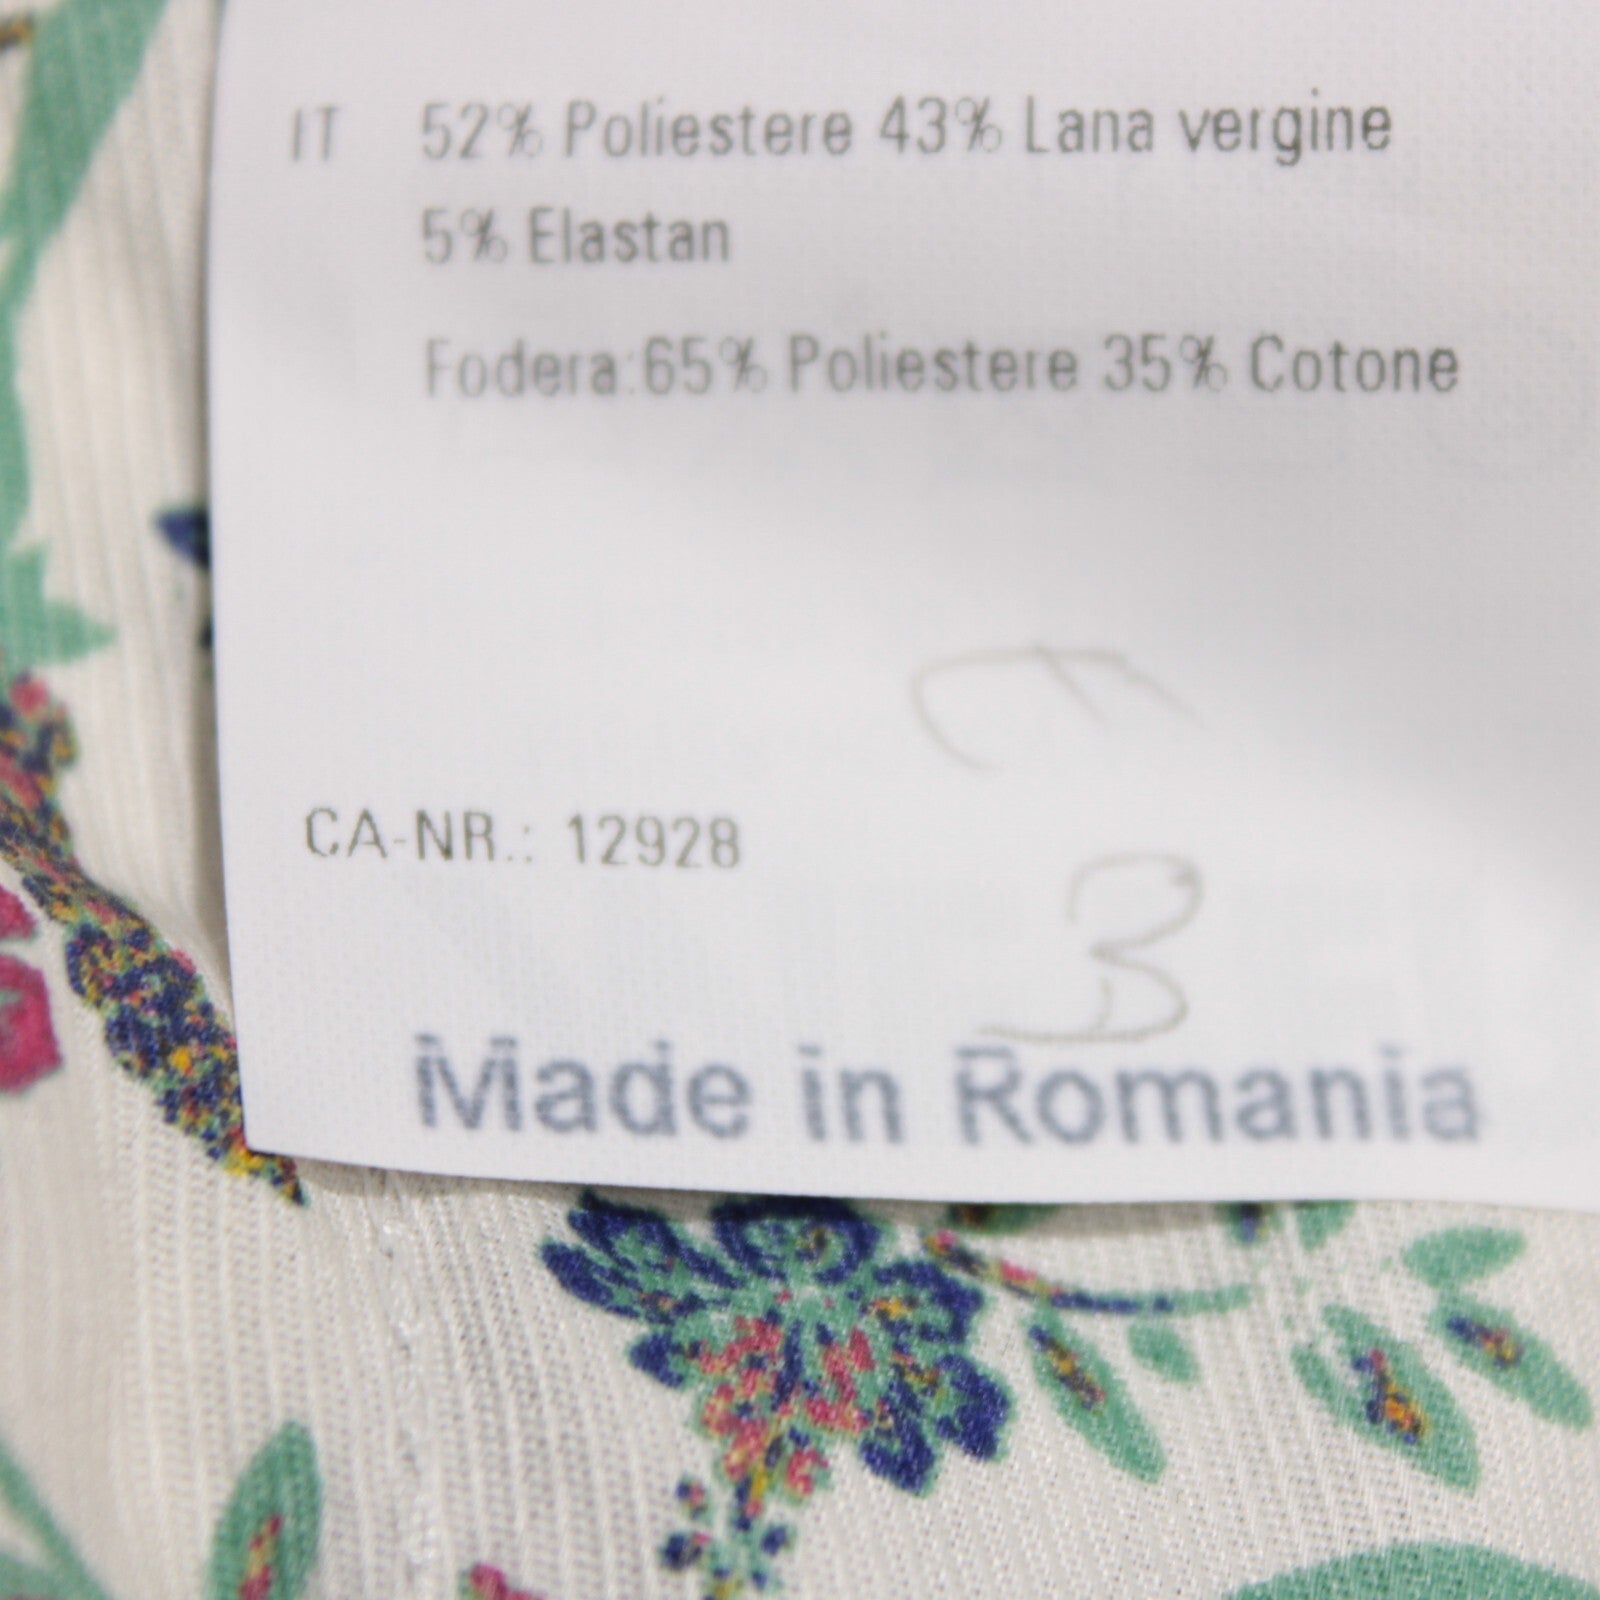 IT 52% Poliestere 43% Lana vergine
5% Elastan
Fodera:65% Poliestere 35% Cotone
CA-NR.: 12928
Made in Romania